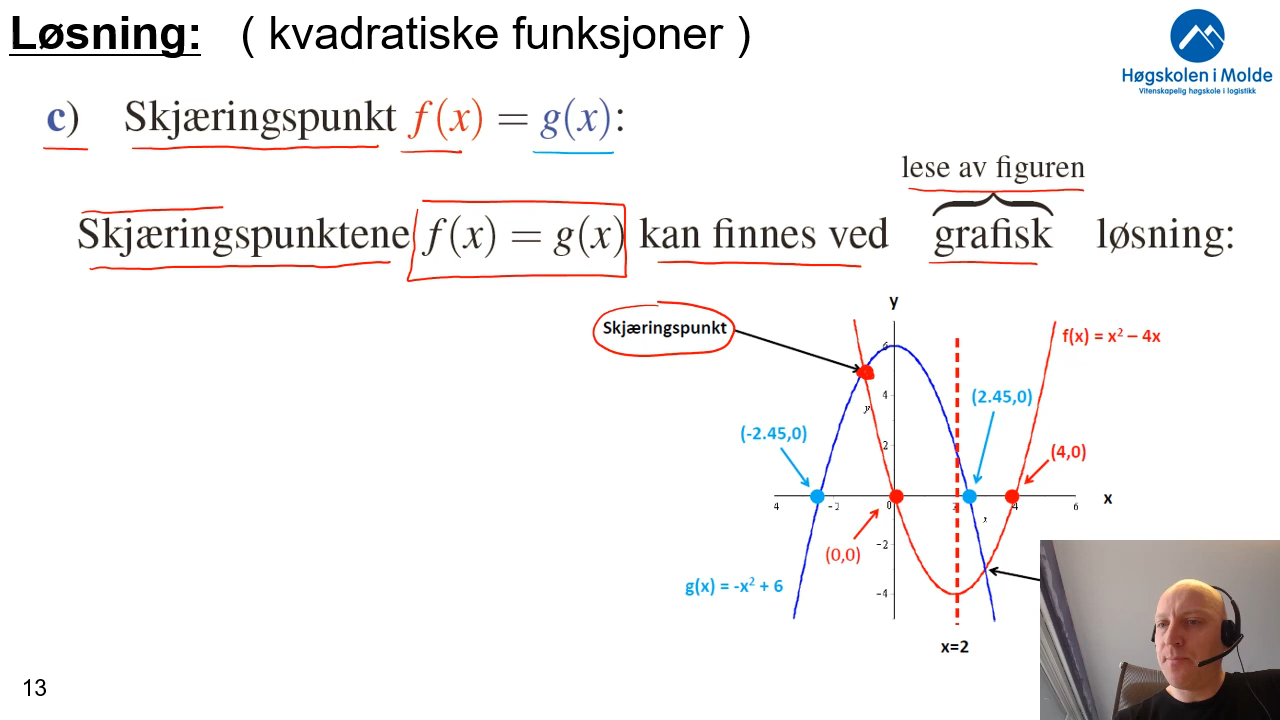 Løsning: ( kvadratiske funksjoner )
Høgskolen i Molde
Vitenskapelig høgskole i logistikk
c) Skjæringspunkt f(x) = g(x):
lese av figuren
Skjæringspunktene f(x) = g(x) kan finnes ved grafisk løsning:
y
Skjæringspunkt
f(x) = x² – 4x
6
4
y
2
(2.45,0)
(-2.45,0)
(4,0)
4
-2
0
2
4
6
x
x
-2
(0,0)
g(x) = -x² + 6
-4
x=2
13